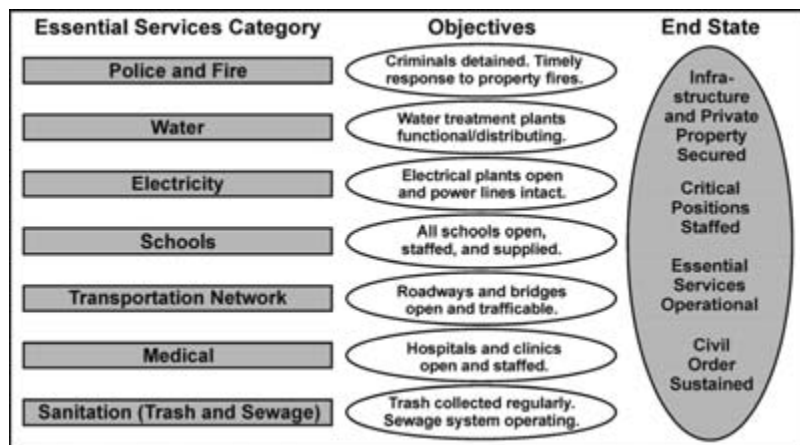 Essential Services Category
Objectives
End State
Police and Fire
Criminals detained. Timely
response to property fires.
Water
Water treatment plants
functional/distributing.
Electricity
Electrical plants open
and power lines intact.
Schools
All schools open,
staffed, and supplied.
Transportation Network
Roadways and bridges
open and trafficable.
Medical
Hospitals and clinics
open and staffed.
Sanitation (Trash and Sewage)
Trash collected regularly.
Sewage system operating.
Infra-
structure
and Private
Property
Secured
Critical
Positions
Staffed
Essential
Services
Operational
Civil
Order
Sustained